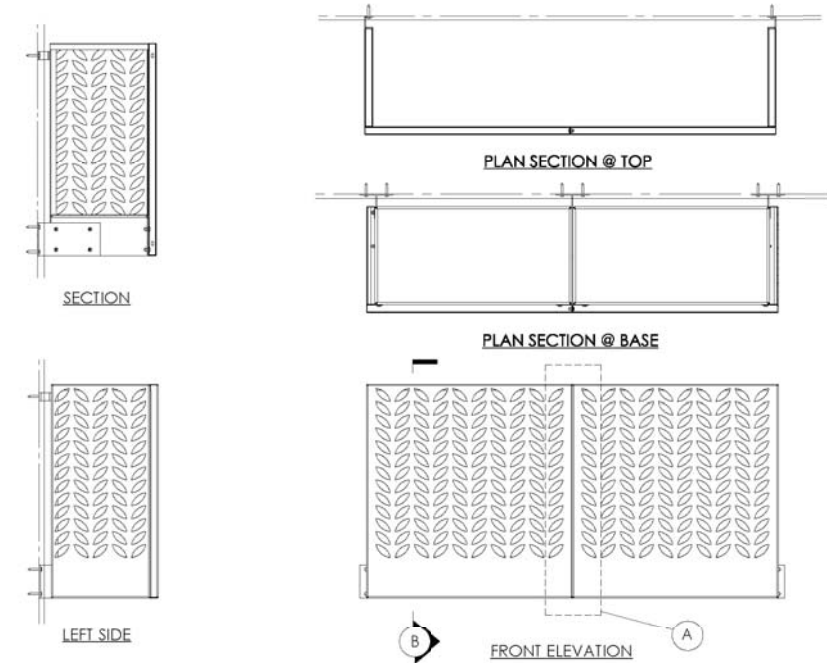 PLAN SECTION @ TOP
SECTION
PLAN SECTION @ BASE
LEFT SIDE
B
FRONT ELEVATION
A